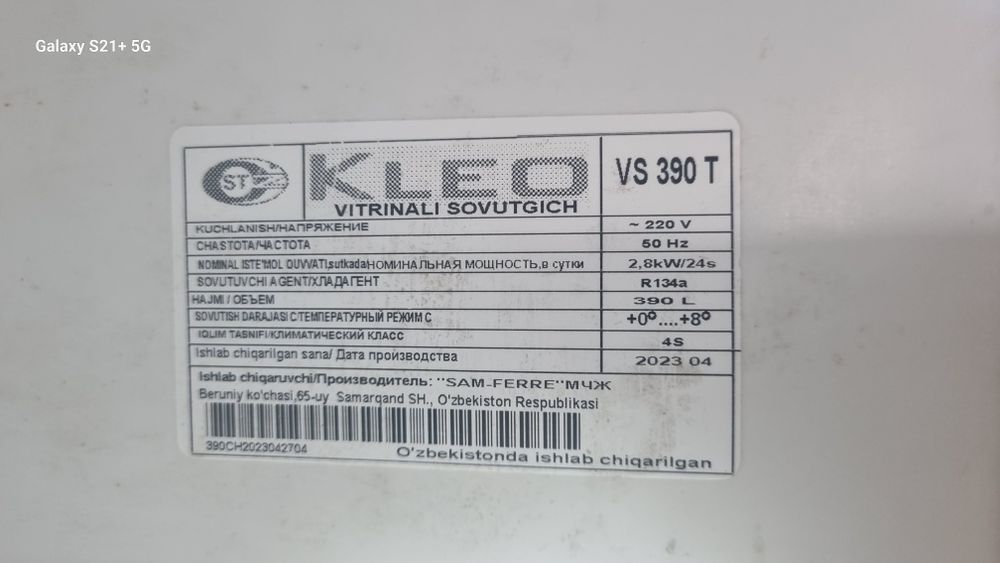 Galaxy S21+ 5G
ST KLEO VS 390 T
VITRINALI SOVUTGICH
KUCHLANISH/НАПРЯЖЕНИЕ ~ 220 V
CHASTOTA/ЧАСТОТА 50 Hz
NOMINAL ISTE'MOL QUVVATI,sutkada/НОМИНАЛЬНАЯ МОЩНОСТЬ,в сутки 2,8kW/24s
SOVUTUVCHI AGENT/ХЛАДАГЕНТ R134a
HAJMI / ОБЪЕМ 390 L
SOVUTISH DARAJASI C/ТЕМПЕРАТУРНЫЙ РЕЖИМ С +0°....+8°
IQLIM TASNIFI/КЛИМАТИЧЕСКИЙ КЛАСС 4S
Ishlab chiqarilgan sana/ Дата производства 2023 04
Ishlab chiqaruvchi/Производитель: "SAM-FERRE"МЧЖ
Beruniy ko'chasi,65-uy Samarqand SH., O'zbekiston Respublikasi
390CH2023042704
O'zbekistonda ishlab chiqarilgan